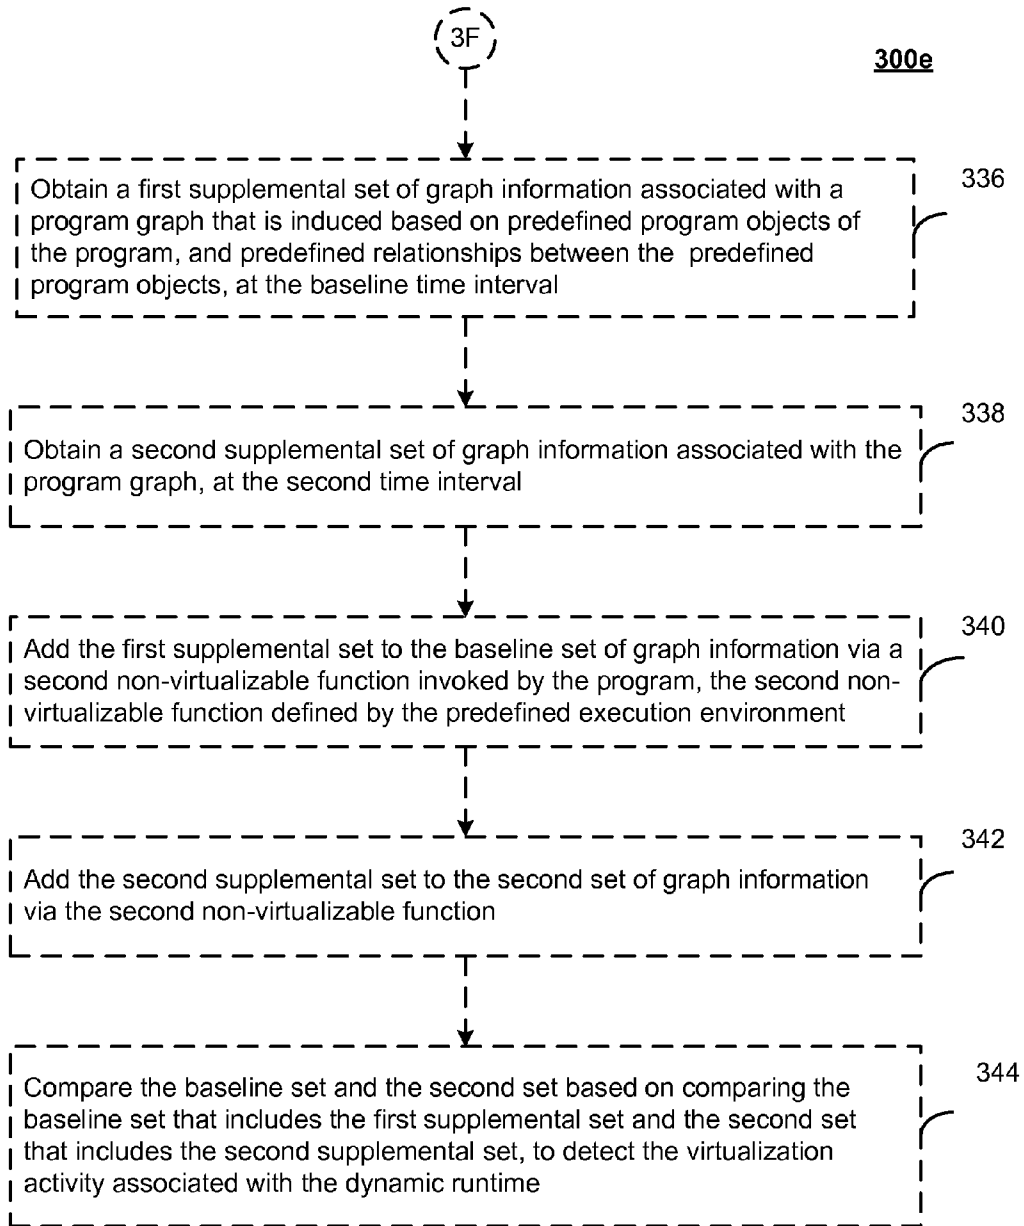 3F
300e
336
Obtain a first supplemental set of graph information associated with a
program graph that is induced based on predefined program objects of
the program, and predefined relationships between the predefined
program objects, at the baseline time interval
338
Obtain a second supplemental set of graph information associated with the
program graph, at the second time interval
340
Add the first supplemental set to the baseline set of graph information via a
second non-virtualizable function invoked by the program, the second non-
virtualizable function defined by the predefined execution environment
342
Add the second supplemental set to the second set of graph information
via the second non-virtualizable function
344
Compare the baseline set and the second set based on comparing the
baseline set that includes the first supplemental set and the second set
that includes the second supplemental set, to detect the virtualization
activity associated with the dynamic runtime